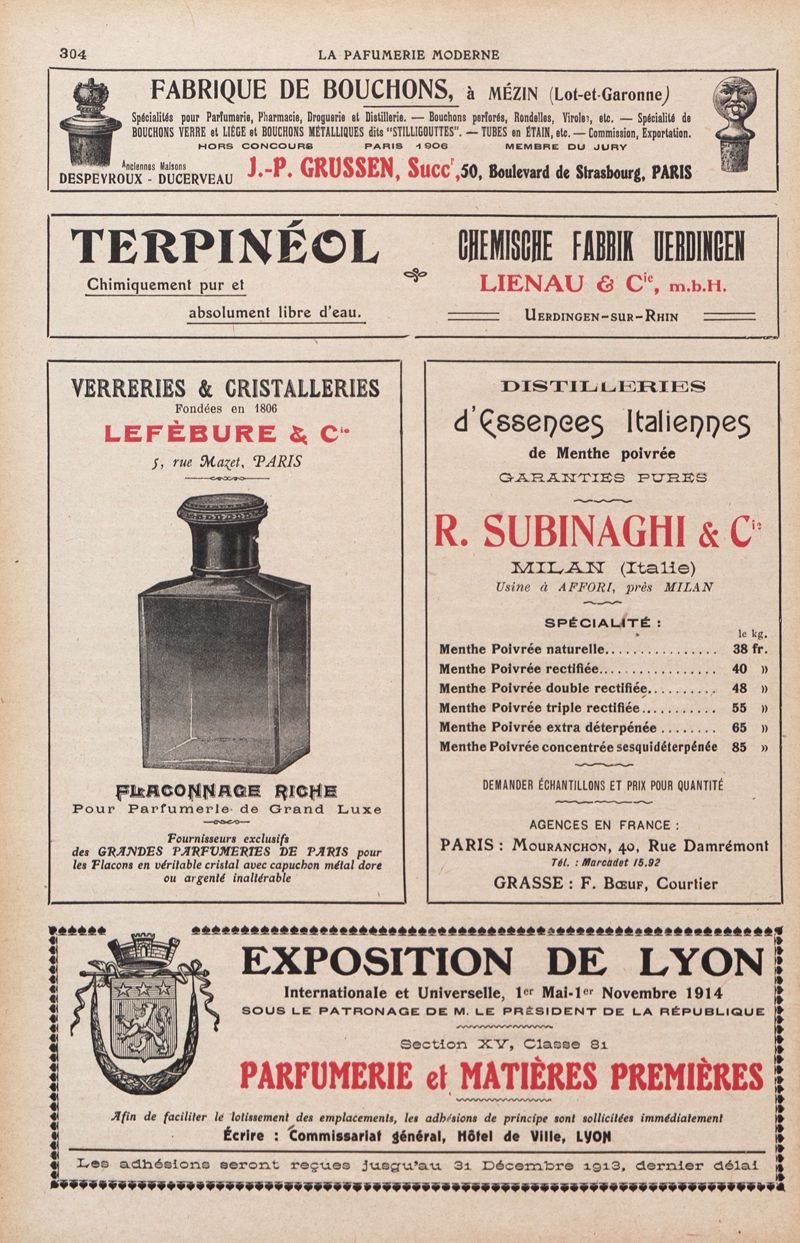 304
LA PAFUMERIE MODERNE
FABRIQUE DE BOUCHONS, à MÉZIN (Lot-et-Garonne)
Spécialités pour Parfumerie, Pharmacie, Droguerie et Distillerie. — Bouchons perforés, Rondelles, Viroles, etc. — Spécialité de
BOUCHONS VERRE et LIÈGE et BOUCHONS MÉTALLIQUES dits "STILLIGOUTTES". — TUBES en ÉTAIN, etc. — Commission, Exportation.
HORS CONCOURS PARIS 1906 MEMBRE DU JURY
Anciennes Maisons
DESPEYROUX - DUCERVEAU J.-P. GRUSSEN, Succʳ, 50, Boulevard de Strasbourg, PARIS
TERPINÉOL
Chimiquement pur et
absolument libre d'eau.
CHEMISCHE FABRIK UERDINGEN
LIENAU & Cⁱᵉ, m.b.H.
UERDINGEN-SUR-RHIN
VERRERIES & CRISTALLERIES
Fondées en 1806
LEFÈBURE & Cⁱᵉ
5, rue Mazet, PARIS
FLACONNAGE RICHE
Pour Parfumerie de Grand Luxe
Fournisseurs exclusifs
des GRANDES PARFUMERIES DE PARIS pour
les Flacons en véritable cristal avec capuchon métal dore
ou argenté inaltérable
DISTILLERIES
d'Essences Italiennes
de Menthe poivrée
GARANTIES PURES
R. SUBINAGHI & Cⁱᵉ
MILAN (Italie)
Usine à AFFORI, près MILAN
SPÉCIALITÉ :
le kg.
Menthe Poivrée naturelle................ 38 fr.
Menthe Poivrée rectifiée................. 40 »
Menthe Poivrée double rectifiée.......... 48 »
Menthe Poivrée triple rectifiée........... 55 »
Menthe Poivrée extra déterpénée ........ 65 »
Menthe Poivrée concentrée sesquidéterpénée 85 »
DEMANDER ÉCHANTILLONS ET PRIX POUR QUANTITÉ
AGENCES EN FRANCE :
PARIS : MOURANCHON, 40, Rue Damrémont
Tél. : Marcadet 15.92
GRASSE : F. BŒUF, Courtier
EXPOSITION DE LYON
Internationale et Universelle, 1ᵉʳ Mai-1ᵉʳ Novembre 1914
SOUS LE PATRONAGE DE M. LE PRÉSIDENT DE LA RÉPUBLIQUE
Section XV, Classe 81
PARFUMERIE et MATIÈRES PREMIÈRES
Afin de faciliter le lotissement des emplacements, les adhésions de principe sont sollicitées immédiatement
Écrire : Commissariat général, Hôtel de Ville, LYON
Les adhésions seront reçues jusqu'au 31 Décembre 1913, dernier délai